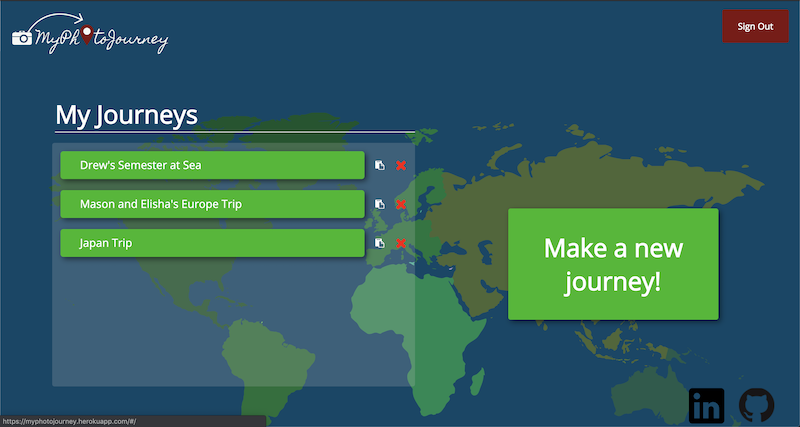 MyPhotoJourney
Sign Out
My Journeys
Drew's Semester at Sea
Mason and Elisha's Europe Trip
Japan Trip
Make a new
journey!
in
https://myphotojourney.herokuapp.com/#/